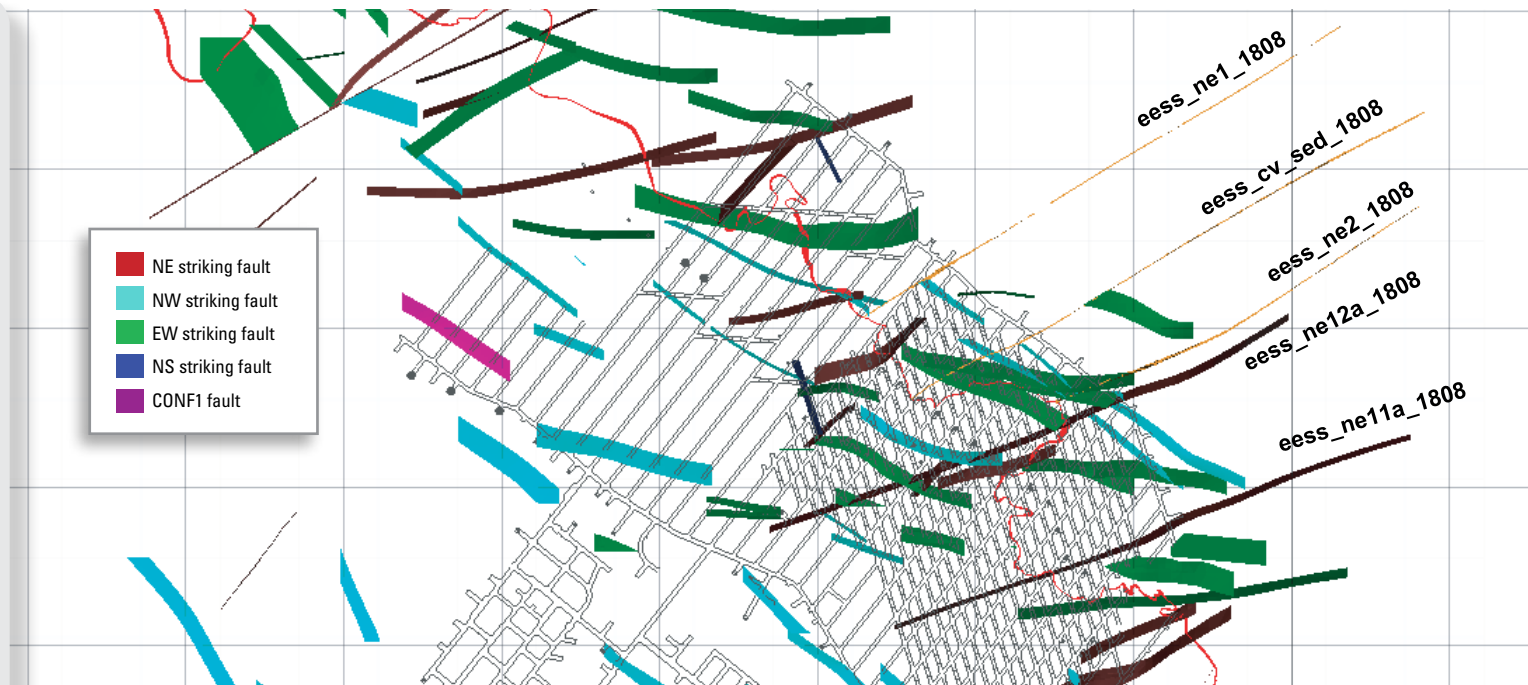 eess_ne1_1808
eess_cv_sed_1808
eess_ne2_1808
eess_ne12a_1808
eess_ne11a_1808
NE striking fault
NW striking fault
EW striking fault
NS striking fault
CONF1 fault